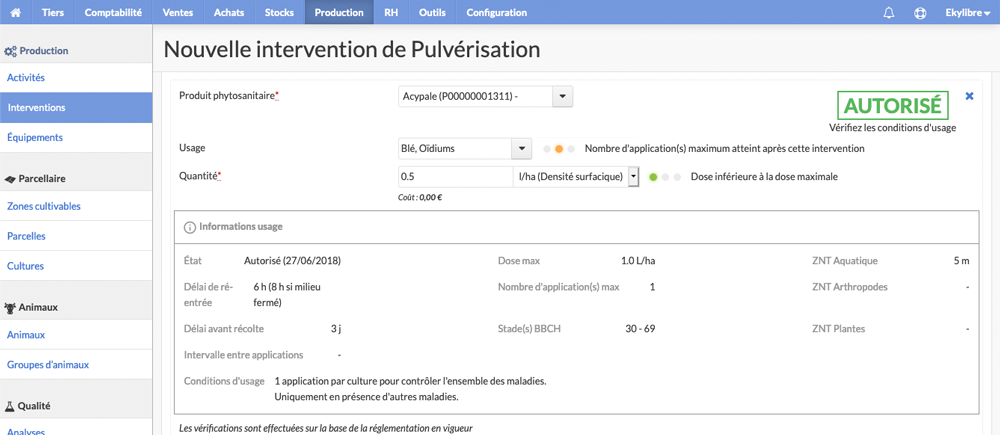 Tiers Comptabilité Ventes Achats Stocks Production RH Outils Configuration Ekylibre
Production
Activités
Interventions
Équipements
Parcellaire
Zones cultivables
Parcelles
Cultures
Animaux
Animaux
Groupes d'animaux
Qualité
Analyses
Nouvelle intervention de Pulvérisation
Produit phytosanitaire* Acypale (P00000001311) -
AUTORISÉ
Vérifiez les conditions d'usage
Usage Blé, Oïdiums Nombre d'application(s) maximum atteint après cette intervention
Quantité* 0.5 l/ha (Densité surfacique) Dose inférieure à la dose maximale
Coût : 0,00 €
Informations usage
État Autorisé (27/06/2018) Dose max 1.0 L/ha ZNT Aquatique 5 m
Délai de ré- 6 h (8 h si milieu Nombre d'application(s) max 1 ZNT Arthropodes -
entrée fermé)
Délai avant récolte 3 j Stade(s) BBCH 30 - 69 ZNT Plantes -
Intervalle entre applications -
Conditions d'usage 1 application par culture pour contrôler l'ensemble des maladies.
Uniquement en présence d'autres maladies.
Les vérifications sont effectuées sur la base de la réglementation en vigueur